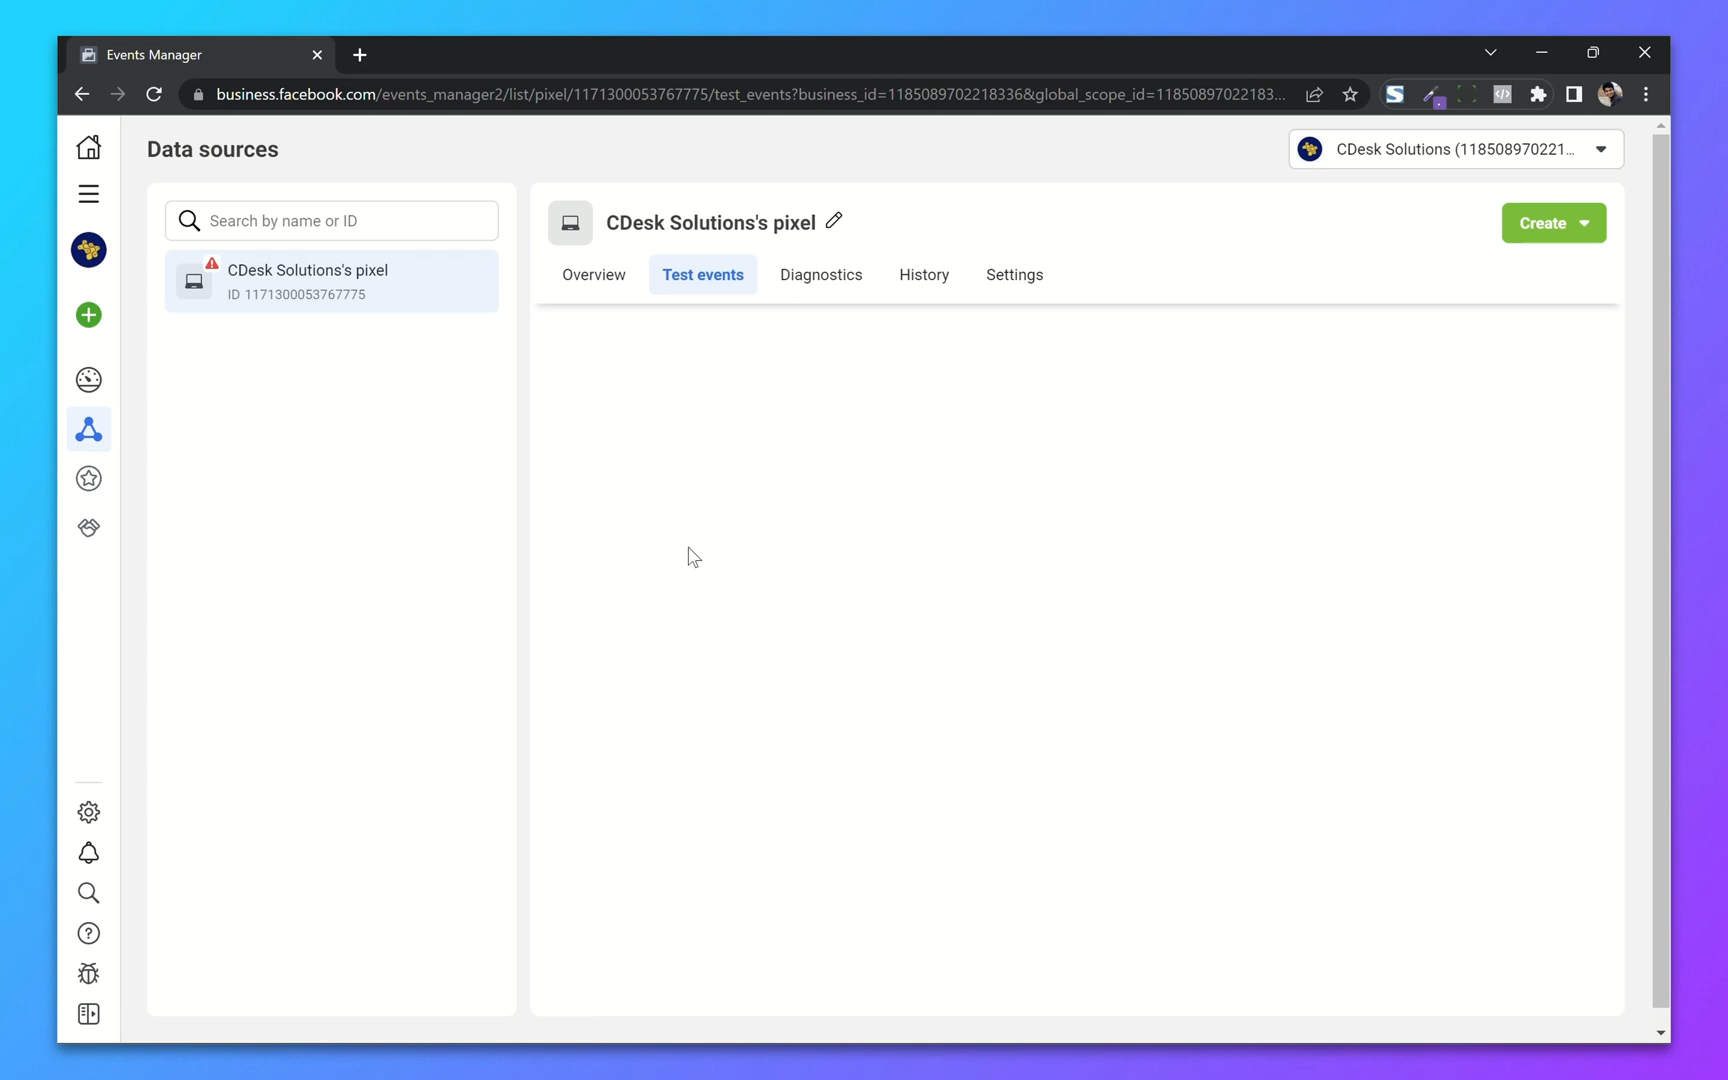 Events Manager
business.facebook.com/events_manager2/list/pixel/1171300053767775/test_events?business_id=1185089702218336&global_scope_id=11850897022183...
Data sources
CDesk Solutions (118508970221...
Search by name or ID
CDesk Solutions's pixel
ID 1171300053767775
CDesk Solutions's pixel
Create
Overview
Test events
Diagnostics
History
Settings